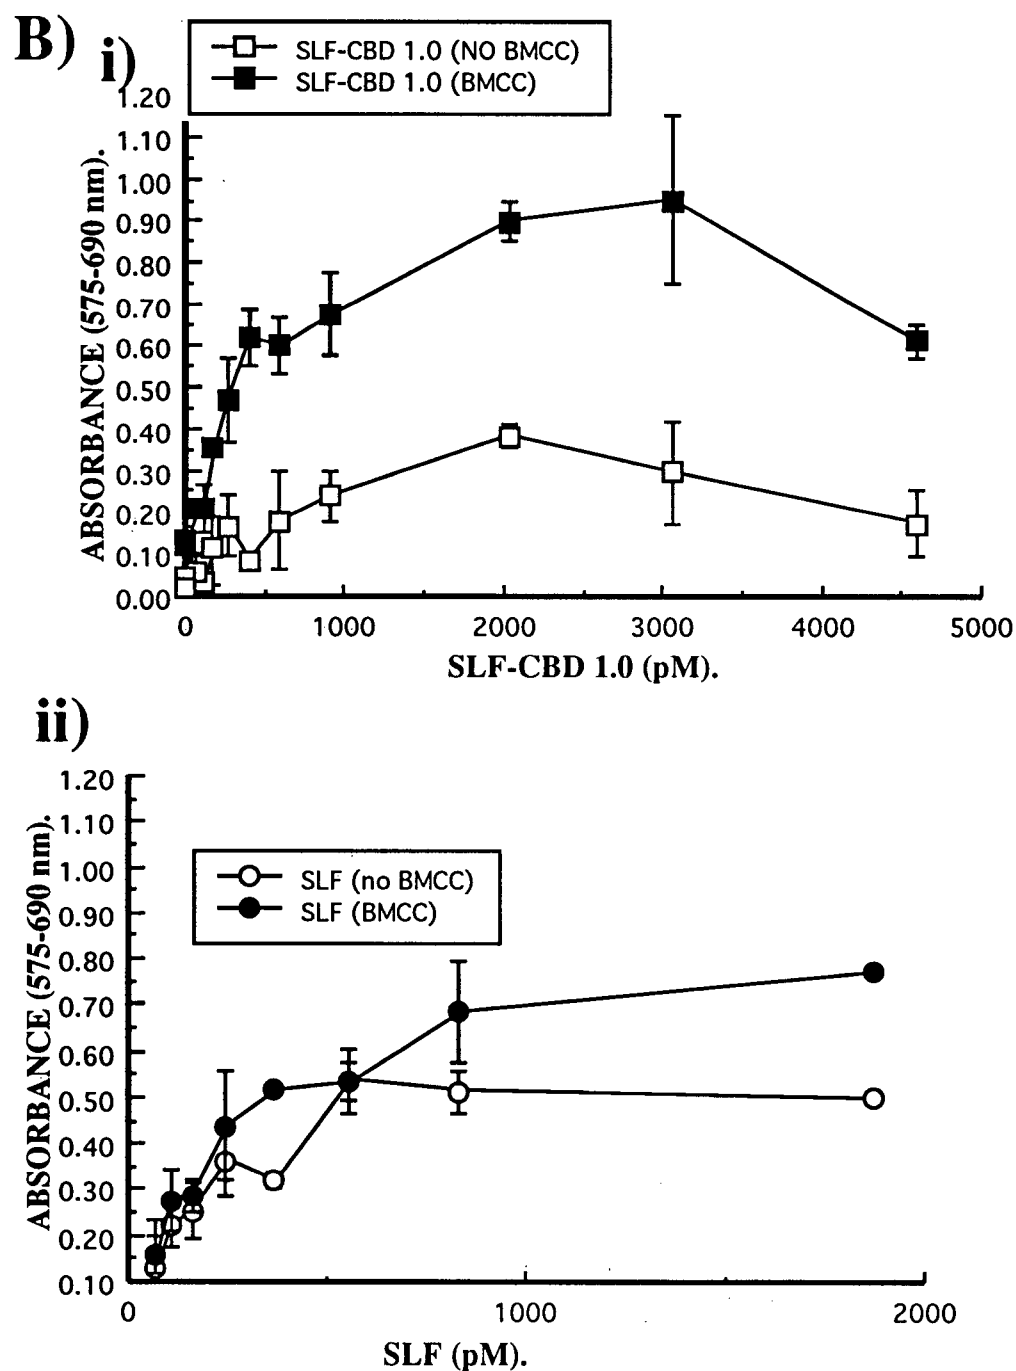 B) i)
SLF-CBD 1.0 (NO BMCC)
SLF-CBD 1.0 (BMCC)
1.20
1.10
1.00
0.90
0.80
0.70
0.60
0.50
0.40
0.30
0.20
0.10
0.00
ABSORBANCE (575-690 nm).
0 1000 2000 3000 4000 5000
SLF-CBD 1.0 (pM).
ii)
1.20
1.10
1.00
0.90
0.80
0.70
0.60
0.50
0.40
0.30
0.20
0.10
ABSORBANCE (575-690 nm).
SLF (no BMCC)
SLF (BMCC)
0 1000 2000
SLF (pM).